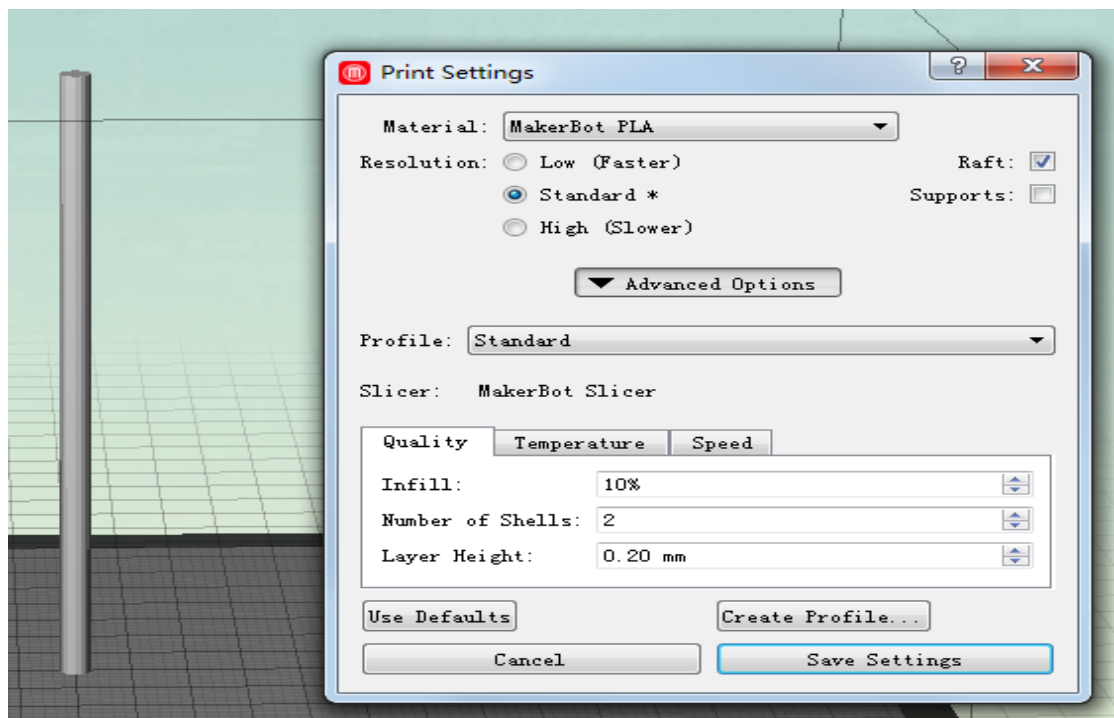 Print Settings
Material: MakerBot PLA
Resolution: Low (Faster) Raft:
Standard * Supports:
High (Slower)
Advanced Options
Profile: Standard
Slicer: MakerBot Slicer
Quality Temperature Speed
Infill: 10%
Number of Shells: 2
Layer Height: 0.20 mm
Use Defaults Create Profile...
Cancel Save Settings